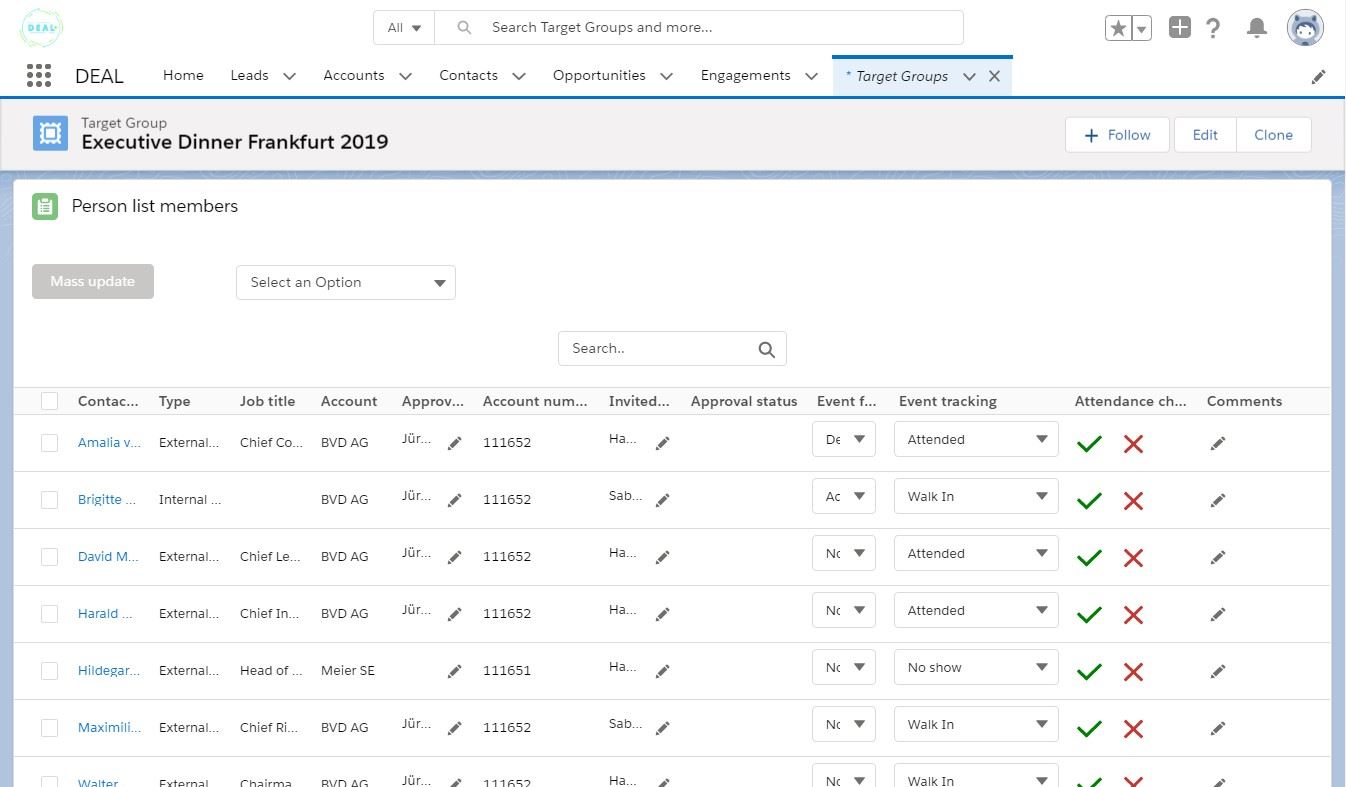 DEAL
All
Search Target Groups and more...
DEAL
Home
Leads
Accounts
Contacts
Opportunities
Engagements
* Target Groups
Target Group
Executive Dinner Frankfurt 2019
Follow
Edit
Clone
Person list members
Mass update
Select an Option
Search..
Contac... Type Job title Account Approv... Account num... Invited... Approval status Event f... Event tracking Attendance ch... Comments
Amalia v... External... Chief Co... BVD AG Jür... 111652 Ha... De Attended
Brigitte ... Internal ... BVD AG Jür... 111652 Sab... Ac Walk In
David M... External... Chief Le... BVD AG Jür... 111652 Ha... No Attended
Harald ... External... Chief In... BVD AG Jür... 111652 Ha... No Attended
Hildegar... External... Head of ... Meier SE 111651 Ha... No No show
Maximili... External... Chief Ri... BVD AG Jür... 111652 Sab... No Walk In
Walter External Chairma BVD AG Jür... 111652 Ha... No Walk In